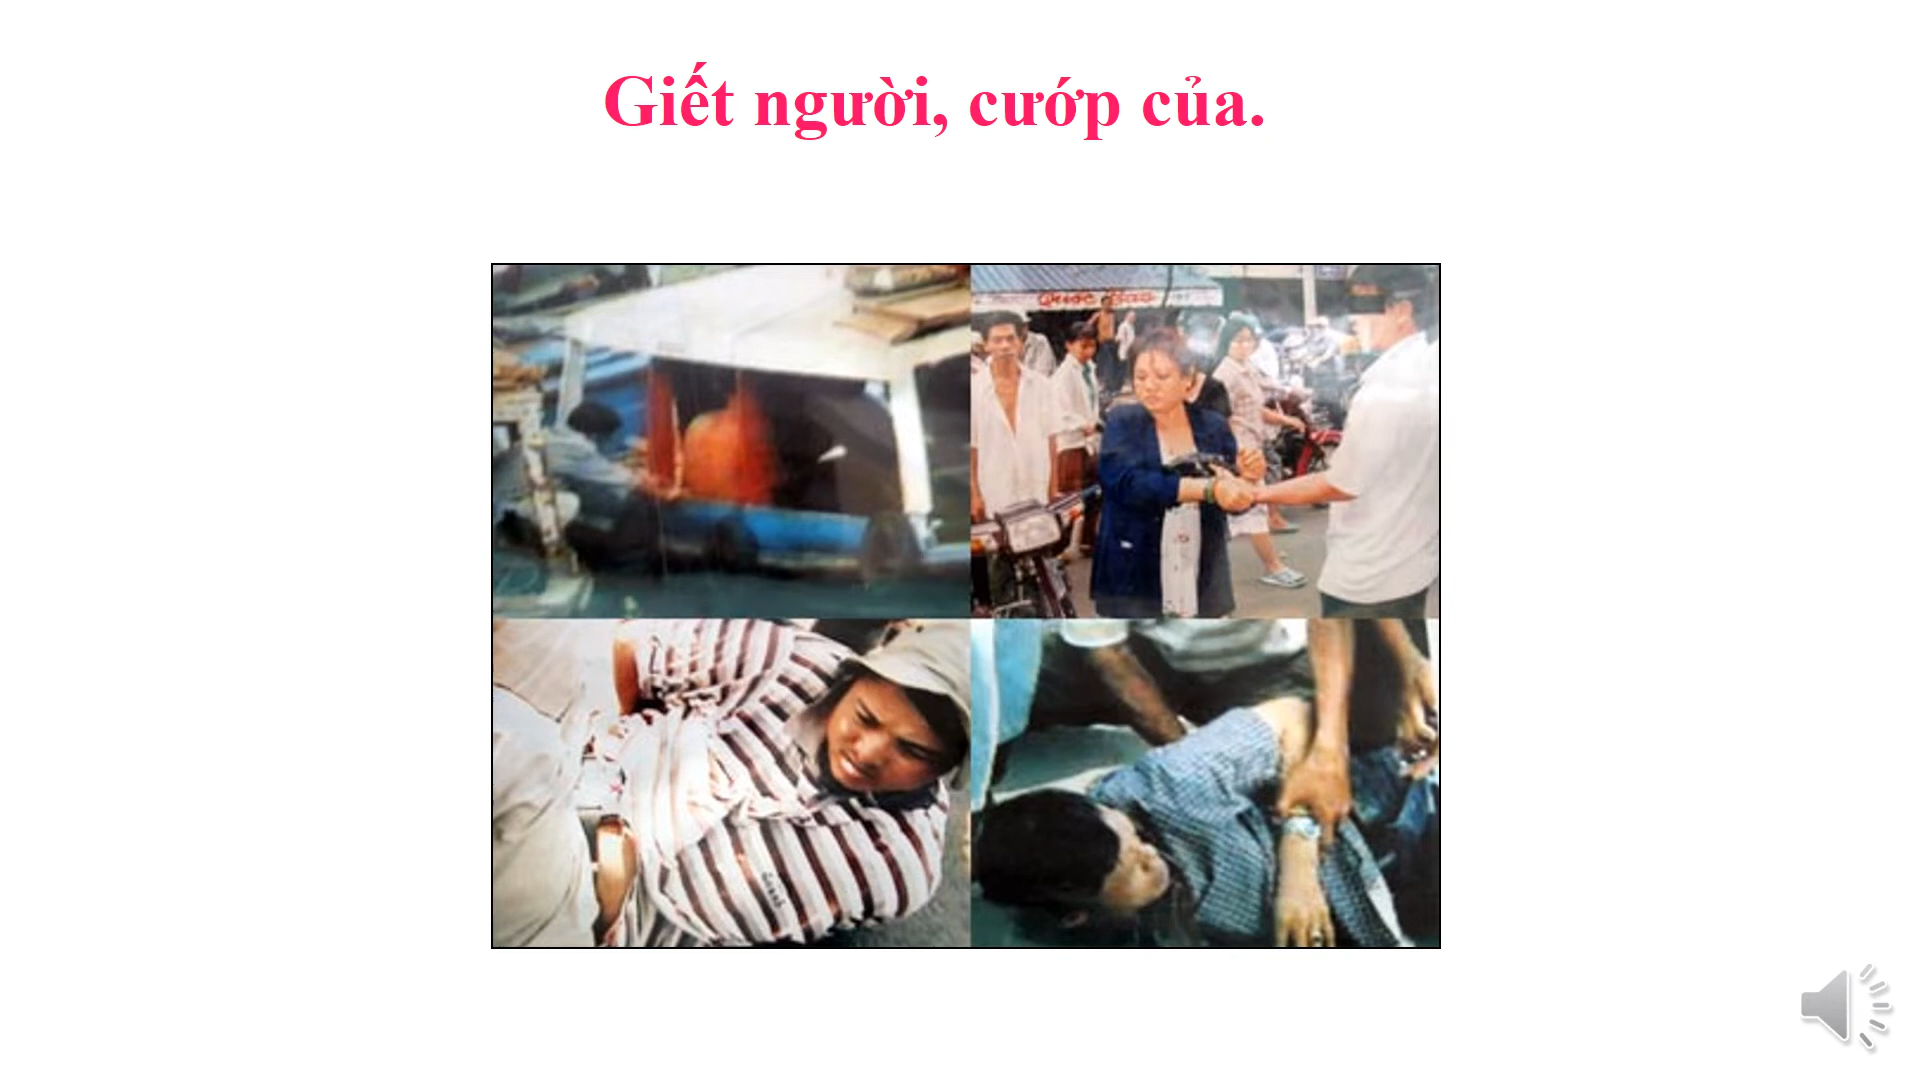 Giết người, cướp của.